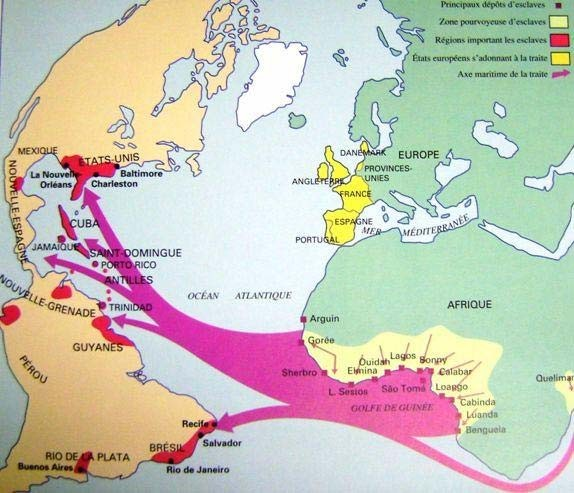 Principaux dépôts d'esclaves
Zone pourvoyeuse d'esclaves
Régions important les esclaves
États européens s'adonnant à la traite
Axe maritime de la traite
MEXIQUE
ÉTATS-UNIS
La Nouvelle
Orléans
Baltimore
Charleston
NOUVELLE-ESPAGNE
CUBA
JAMAIQUE
SAINT-DOMINGUE
PORTO RICO
ANTILLES
NOUVELLE-GRENADE
TRINIDAD
GUYANES
PÉROU
Recife
Salvador
BRÉSIL
RIO DE LA PLATA
Buenos Aires
Rio de Janeiro
OCÉAN ATLANTIQUE
DANEMARK
EUROPE
ANGLETERRE
PROVINCES-
UNIES
FRANCE
ESPAGNE
PORTUGAL
MER MÉDITERRANÉE
AFRIQUE
Arguin
Gorée
Sherbro
L. Sestos
Elmina
Ouidah
Lagos
Bonny
Calabar
São Tomé
Loango
Cabinda
Luanda
Benguela
GOLFE DE GUINÉE